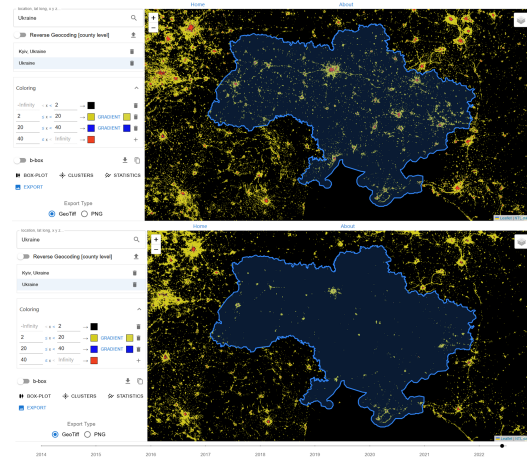 Home About
location, lat long, x y z
Ukraine
Reverse Geocoding [county level]
Kyiv, Ukraine
Ukraine
Coloring
-Infinity ≤ x < 2 →
2 ≤ x < 20 → GRADIENT
20 ≤ x < 40 → GRADIENT
40 ≤ x < Infinity → +
b-box
BOX-PLOT CLUSTERS STATISTICS
EXPORT
Export Type
GeoTiff PNG
+
−
Leaflet
Home About
location, lat long, x y z
Ukraine
Reverse Geocoding [county level]
Kyiv, Ukraine
Ukraine
Coloring
-Infinity ≤ x < 2 →
2 ≤ x < 20 → GRADIENT
20 ≤ x < 40 → GRADIENT
40 ≤ x < Infinity → +
b-box
BOX-PLOT CLUSTERS STATISTICS
EXPORT
Export Type
GeoTiff PNG
+
−
Leaflet
2014 2015 2016 2017 2018 2019 2020 2021 2022